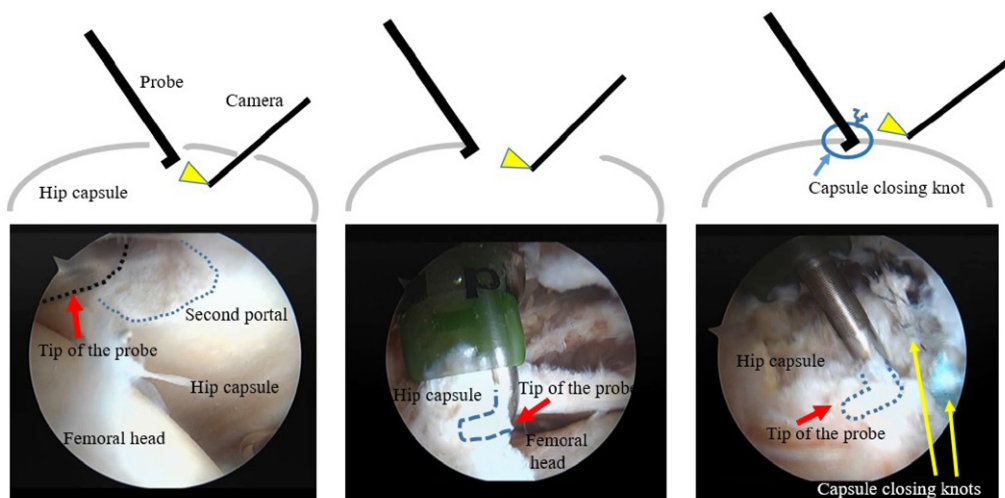 Probe
Camera
Hip capsule
Capsule closing knot
Second portal
Tip of the probe
Hip capsule
Femoral head
Hip capsule
Tip of the probe
Femoral
head
Hip capsule
Tip of the probe
Capsule closing knots